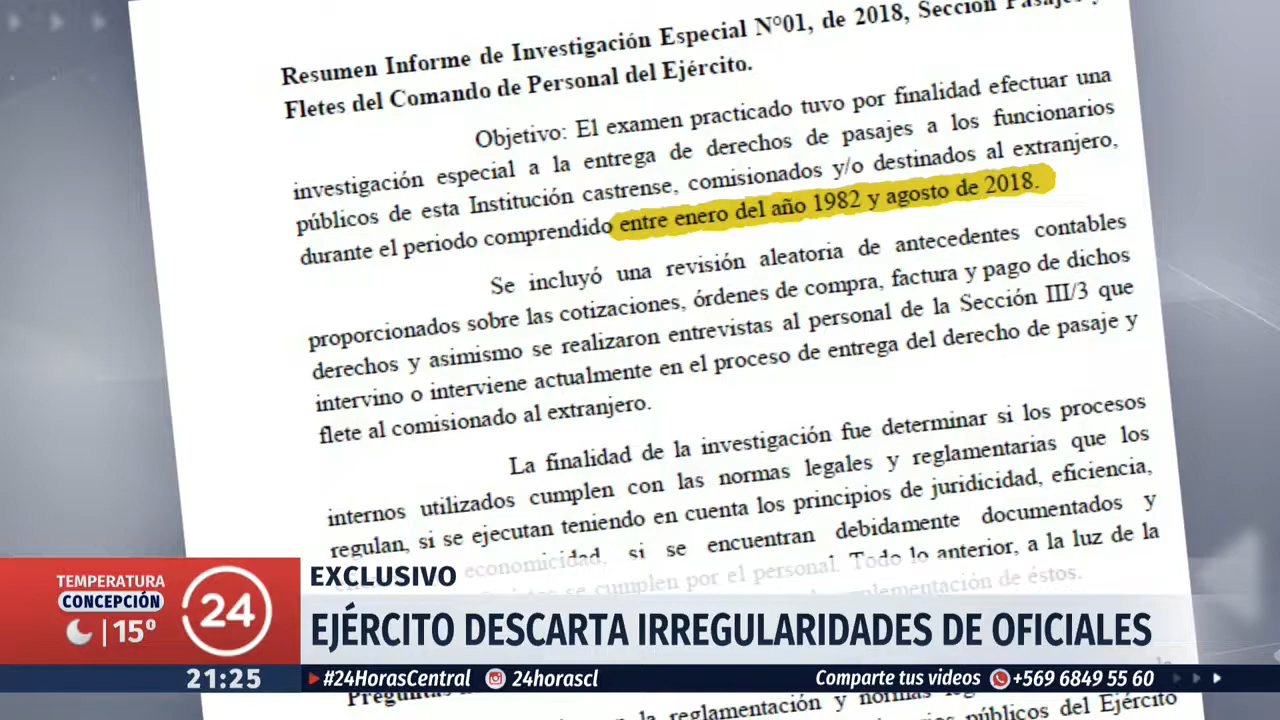 Resumen Informe de Investigación Especial N°01, de 2018, Sección Pasajes y
Fletes del Comando de Personal del Ejército.
Objetivo: El examen practicado tuvo por finalidad efectuar una
investigación especial a la entrega de derechos de pasajes a los funcionarios
públicos de esta Institución castrense, comisionados y/o destinados al extranjero,
durante el periodo comprendido entre enero del año 1982 y agosto de 2018.
Se incluyó una revisión aleatoria de antecedentes contables
proporcionados sobre las cotizaciones, órdenes de compra, factura y pago de dichos
derechos y asimismo se realizaron entrevistas al personal de la Sección III/3 que
intervino o interviene actualmente en el proceso de entrega del derecho de pasaje y
flete al comisionado al extranjero.
La finalidad de la investigación fue determinar si los procesos
internos utilizados cumplen con las normas legales y reglamentarias que los
regulan, si se ejecutan teniendo en cuenta los principios de juridicidad, eficiencia,
economicidad, si se encuentran debidamente documentados y
se cumplen por el personal. Todo lo anterior, a la luz de la
de éstos.
EXCLUSIVO
EJÉRCITO DESCARTA IRREGULARIDADES DE OFICIALES
TEMPERATURA
CONCEPCIÓN
15°
24
21:25
#24HorasCentral
24horascl
Comparte tus videos
+569 6849 55 60
la reglamentación y normas
públicos del Ejército